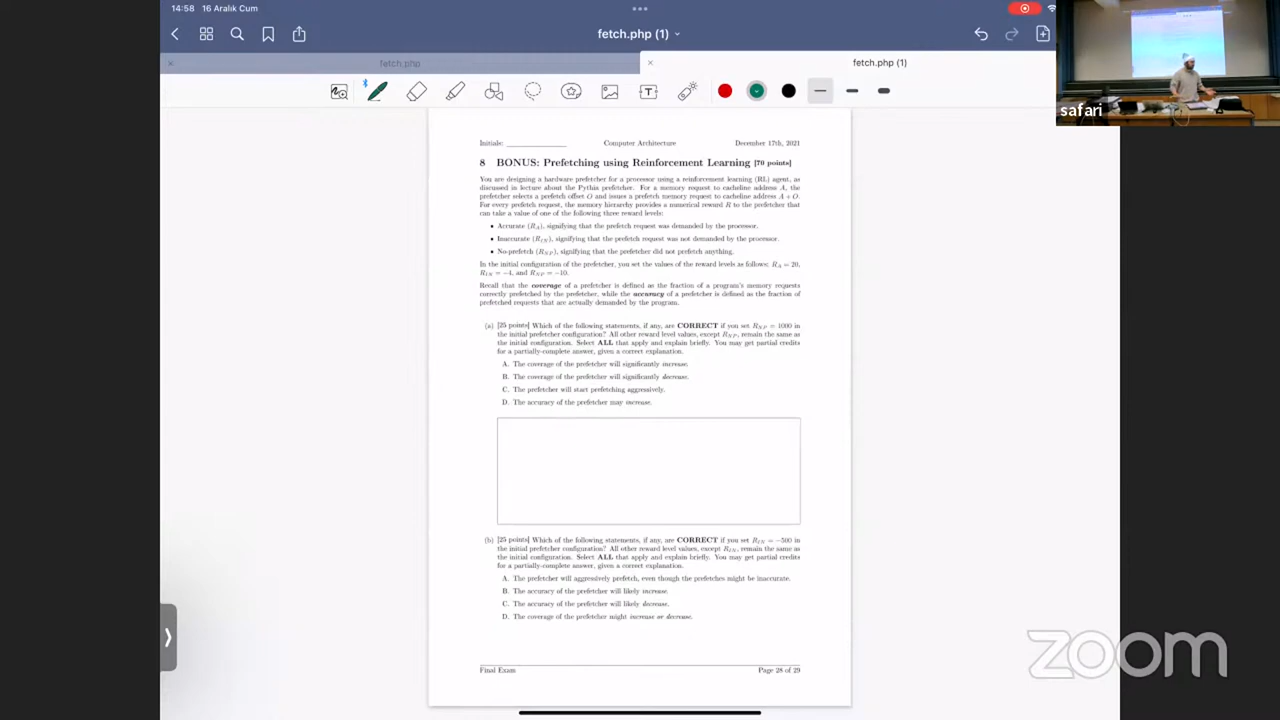 14:58 16 Aralık Cum
fetch.php (1)
fetch.php
fetch.php (1)
safari
Initials: Computer Architecture December 17th, 2021
8 BONUS: Prefetching using Reinforcement Learning [70 points]
You are designing a hardware prefetcher for a processor using a reinforcement learning (RL) agent, as
discussed in lecture about the Pythia prefetcher. For a memory request to cacheline address A, the
prefetcher selects a prefetch offset O and issues a prefetch memory request to cacheline address A + O.
For every prefetch request, the memory hierarchy provides a numerical reward R to the prefetcher that
can take a value of one of the following three reward levels:
• Accurate (R_A), signifying that the prefetch request was demanded by the processor.
• Inaccurate (R_IN), signifying that the prefetch request was not demanded by the processor.
• No-prefetch (R_NP), signifying that the prefetcher did not prefetch anything.
In the initial configuration of the prefetcher, you set the values of the reward levels as follows: R_A = 20,
R_IN = −4, and R_NP = −10.
Recall that the coverage of a prefetcher is defined as the fraction of a program's memory requests
correctly prefetched by the prefetcher, while the accuracy of a prefetcher is defined as the fraction of
prefetched requests that are actually demanded by the program.
(a) [25 points] Which of the following statements, if any, are CORRECT if you set R_NP = 1000 in
the initial prefetcher configuration? All other reward level values, except R_NP, remain the same as
the initial configuration. Select ALL that apply and explain briefly. You may get partial credits
for a partially-complete answer, given a correct explanation.
A. The coverage of the prefetcher will significantly increase.
B. The coverage of the prefetcher will significantly decrease.
C. The prefetcher will start prefetching aggressively.
D. The accuracy of the prefetcher may increase.
(b) [25 points] Which of the following statements, if any, are CORRECT if you set R_IN = −500 in
the initial prefetcher configuration? All other reward level values, except R_IN, remain the same as
the initial configuration. Select ALL that apply and explain briefly. You may get partial credits
for a partially-complete answer, given a correct explanation.
A. The prefetcher will aggressively prefetch, even though the prefetches might be inaccurate.
B. The accuracy of the prefetcher will likely increase.
C. The accuracy of the prefetcher will likely decrease.
D. The coverage of the prefetcher might increase or decrease.
Final Exam Page 28 of 29
zoom